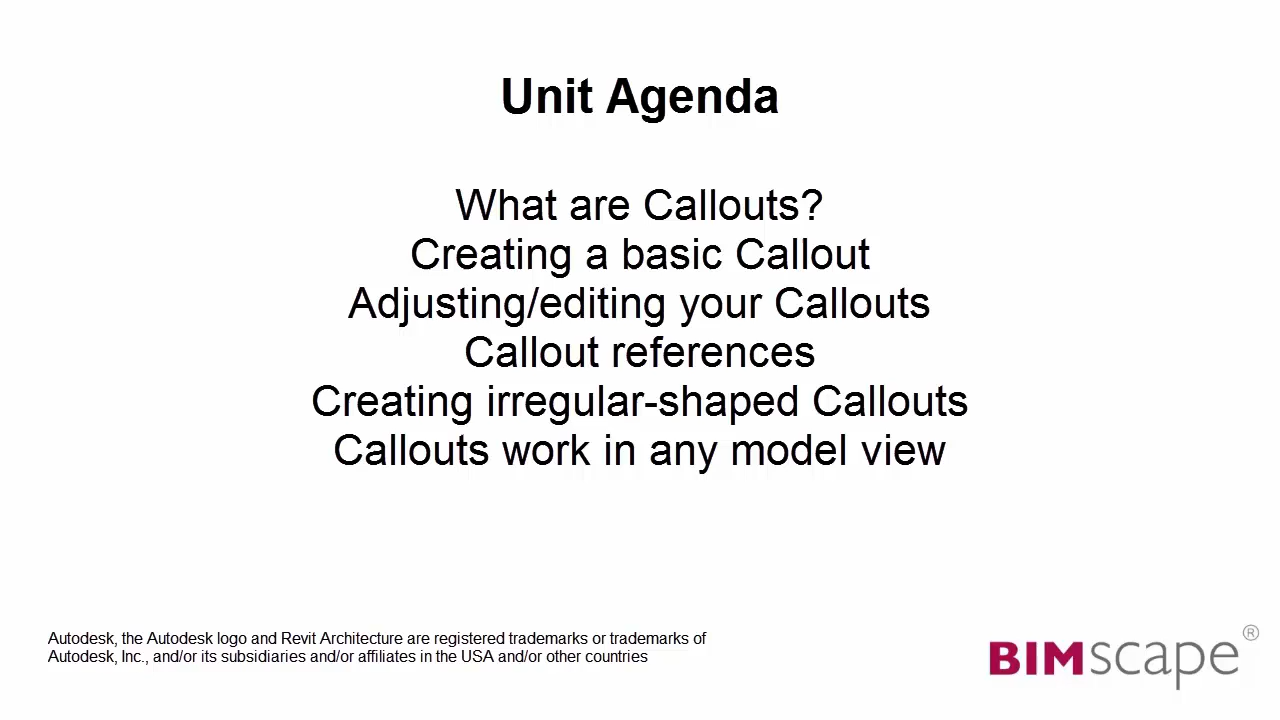 Unit Agenda
What are Callouts?
Creating a basic Callout
Adjusting/editing your Callouts
Callout references
Creating irregular-shaped Callouts
Callouts work in any model view
Autodesk, the Autodesk logo and Revit Architecture are registered trademarks or trademarks of
Autodesk, Inc., and/or its subsidiaries and/or affiliates in the USA and/or other countries
BIMscape®